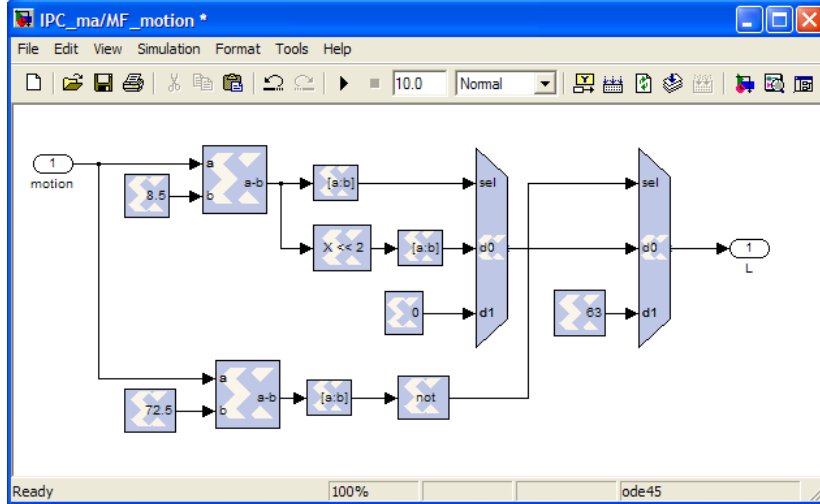 IPC_ma/MF_motion *
File Edit View Simulation Format Tools Help
10.0 Normal
1
motion
a
b
a-b
8.5
[a:b]
X << 2
[a:b]
0
sel
d0
d1
63
sel
d0
d1
1
L
a
b
a-b
72.5
[a:b]
not
Ready 100% ode45